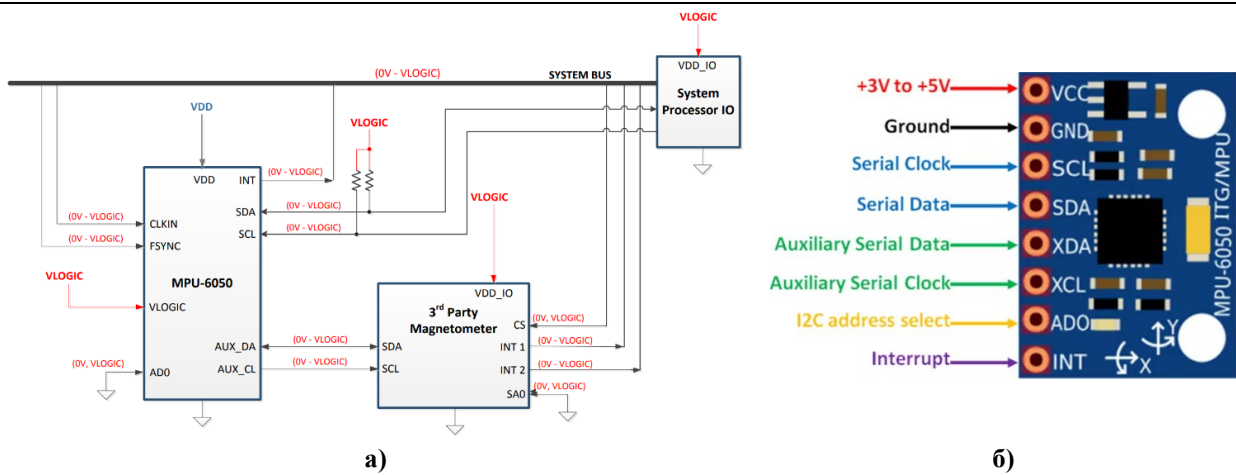 VLOGIC
VDD_IO
System
Processor IO
(0V - VLOGIC)
SYSTEM BUS
VDD
VLOGIC
VDD
INT
(0V - VLOGIC)
SDA
(0V - VLOGIC)
SCL
(0V - VLOGIC)
(0V - VLOGIC)
CLKIN
(0V - VLOGIC)
FSYNC
MPU-6050
VLOGIC
VLOGIC
AUX_DA
(0V - VLOGIC)
AUX_CL
(0V - VLOGIC)
(0V, VLOGIC)
AD0
VLOGIC
VDD_IO
3rd Party
Magnetometer
SDA
SCL
CS
(0V, VLOGIC)
INT 1
(0V - VLOGIC)
INT 2
(0V - VLOGIC)
SA0
(0V, VLOGIC)
а)
+3V to +5V
VCC
Ground
GND
Serial Clock
SCL
Serial Data
SDA
Auxiliary Serial Data
XDA
Auxiliary Serial Clock
XCL
I2C address select
ADO
Interrupt
INT
X
Y
MPU-6050 ITG/MPU
б)